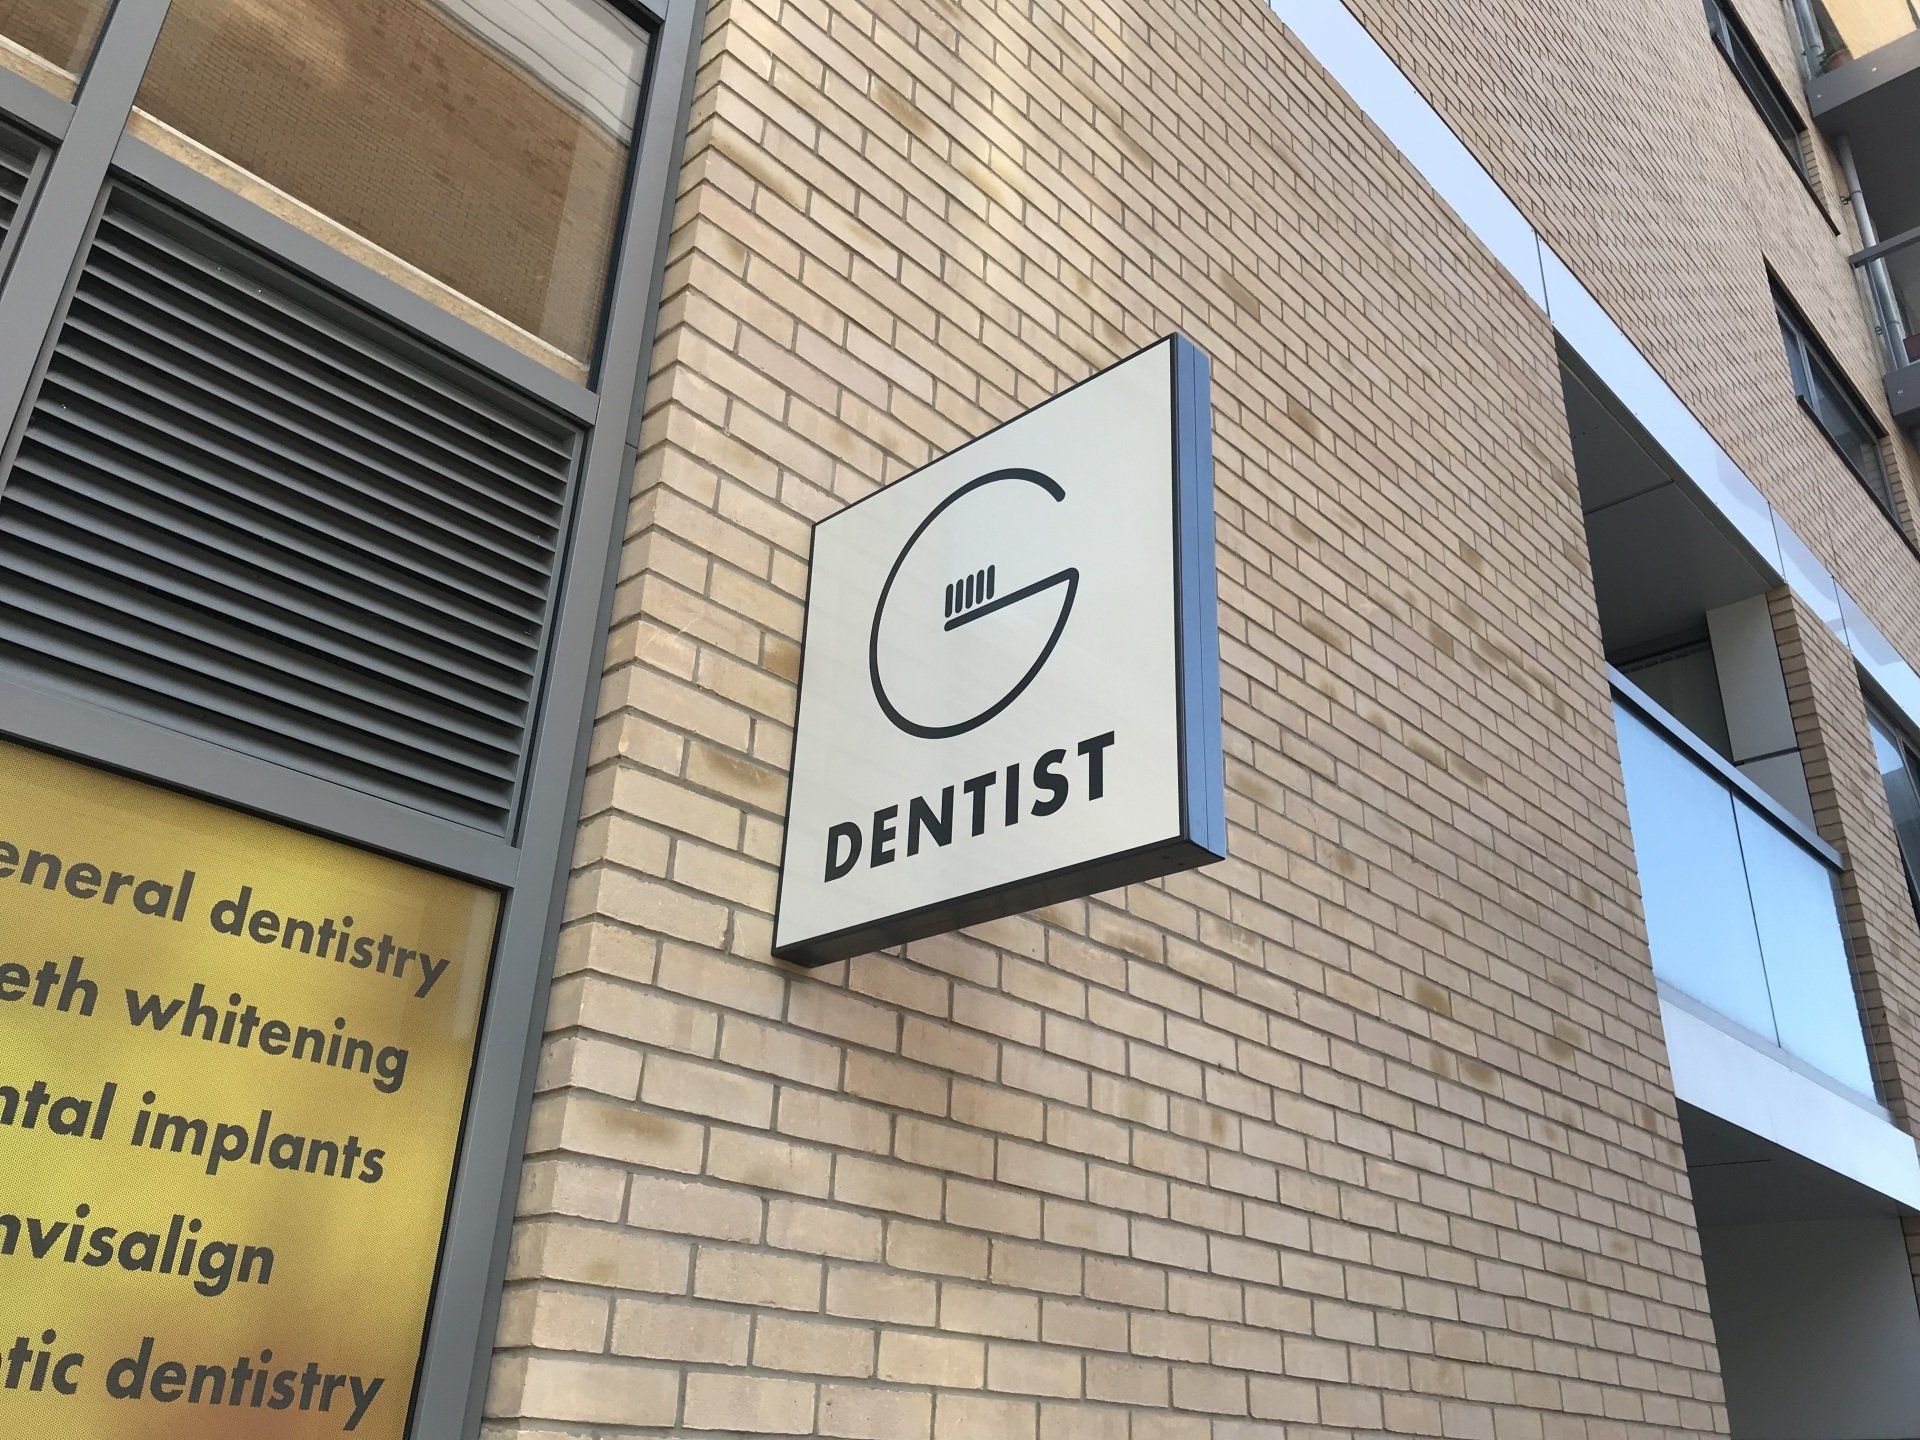 G
DENTIST
eneral dentistry
eth whitening
ntal implants
nvisalign
tic dentistry